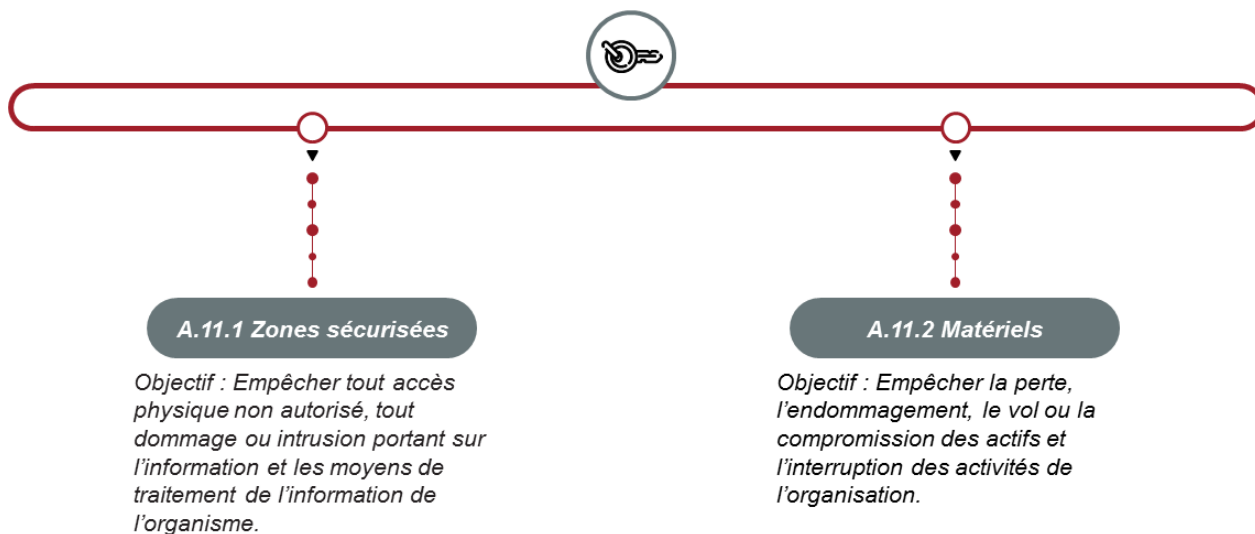 A.11.1 Zones sécurisées
Objectif : Empêcher tout accès
physique non autorisé, tout
dommage ou intrusion portant sur
l’information et les moyens de
traitement de l’information de
l’organisme.
A.11.2 Matériels
Objectif : Empêcher la perte,
l’endommagement, le vol ou la
compromission des actifs et
l’interruption des activités de
l’organisation.